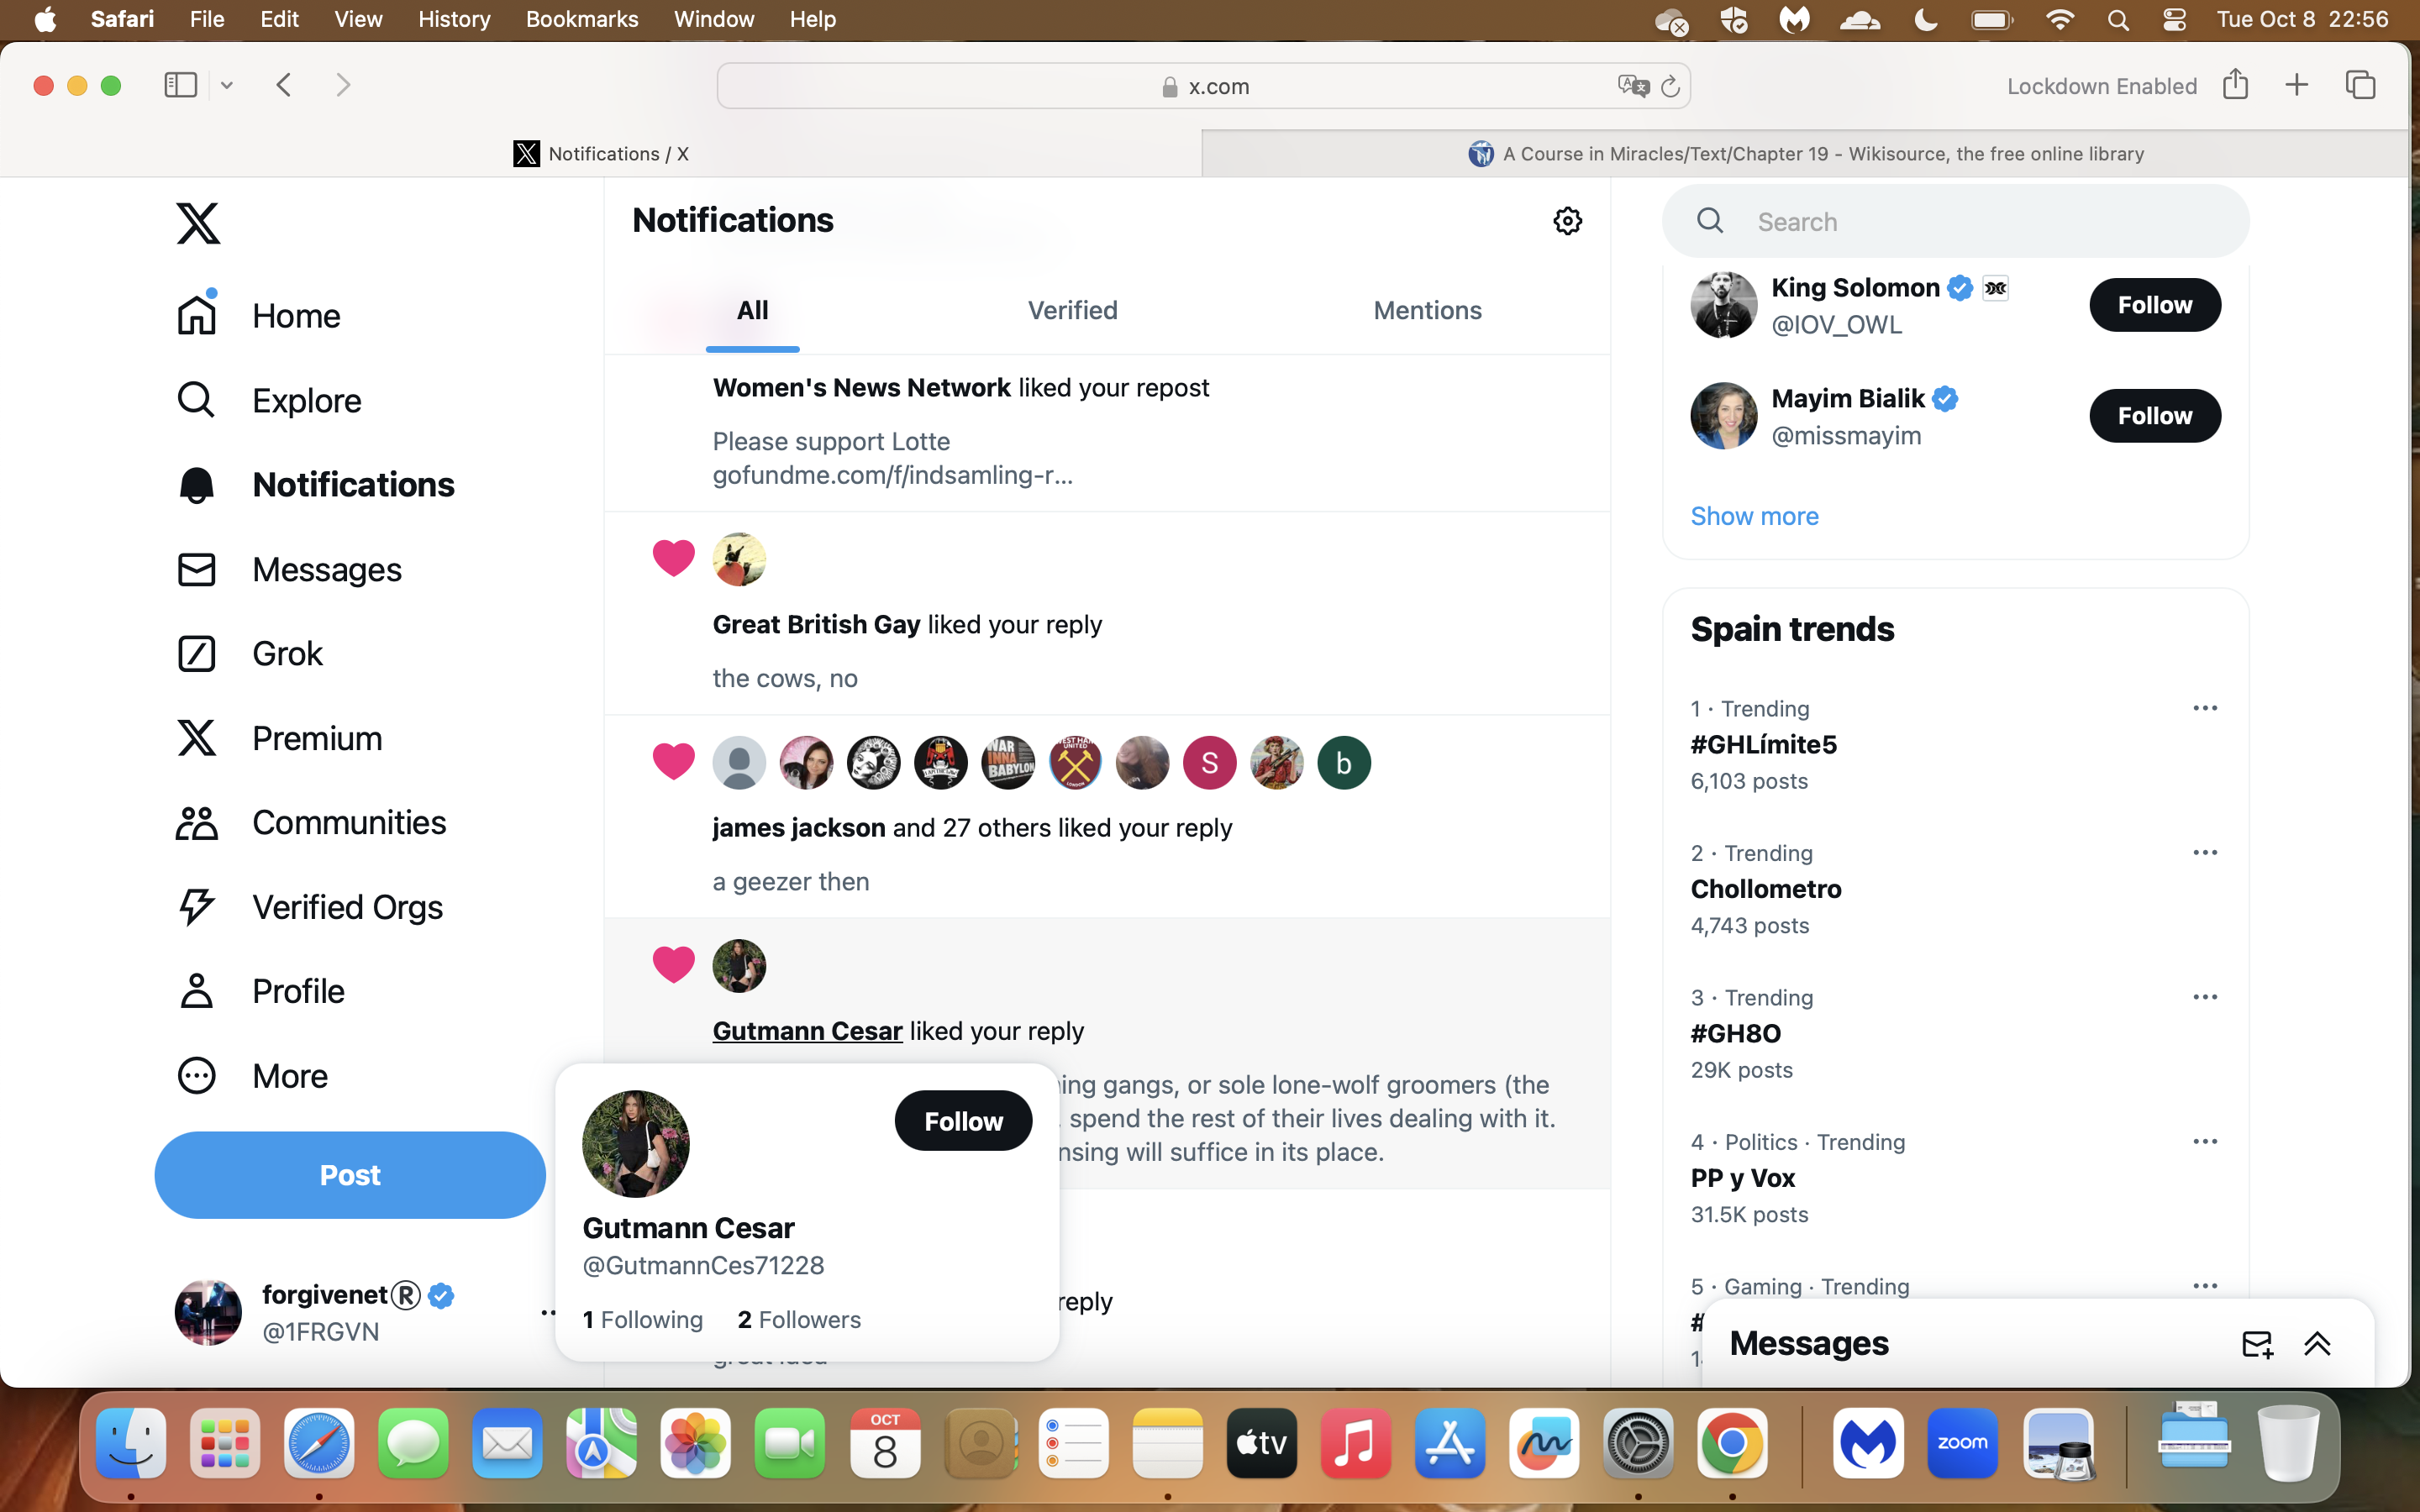 Safari File Edit View History Bookmarks Window Help
Tue Oct 8 22:56
x.com
Lockdown Enabled
Notifications / X
A Course in Miracles/Text/Chapter 19 - Wikisource, the free online library
Home
Explore
Notifications
Messages
Grok
Premium
Communities
Verified Orgs
Profile
More
Post
forgivenet® 
@1FRGVN
Notifications
All Verified Mentions
Women's News Network liked your repost
Please support Lotte
gofundme.com/f/indsamling-r...
Great British Gay liked your reply
the cows, no
WAR
INNA
BABYLON
UNITED
LONDON
S
b
james jackson and 27 others liked your reply
a geezer then
Gutmann Cesar liked your reply
ing gangs, or sole lone-wolf groomers (the
spend the rest of their lives dealing with it.
nsing will suffice in its place.
Follow
Gutmann Cesar
@GutmannCes71228
1 Following 2 Followers
reply
great idea
Search
King Solomon
@IOV_OWL
Follow
Mayim Bialik
@missmayim
Follow
Show more
Spain trends
1 · Trending
#GHLímite5
6,103 posts
2 · Trending
Chollometro
4,743 posts
3 · Trending
#GH8O
29K posts
4 · Politics · Trending
PP y Vox
31.5K posts
5 · Gaming · Trending
#
Messages
OCT
8
tv
zoom